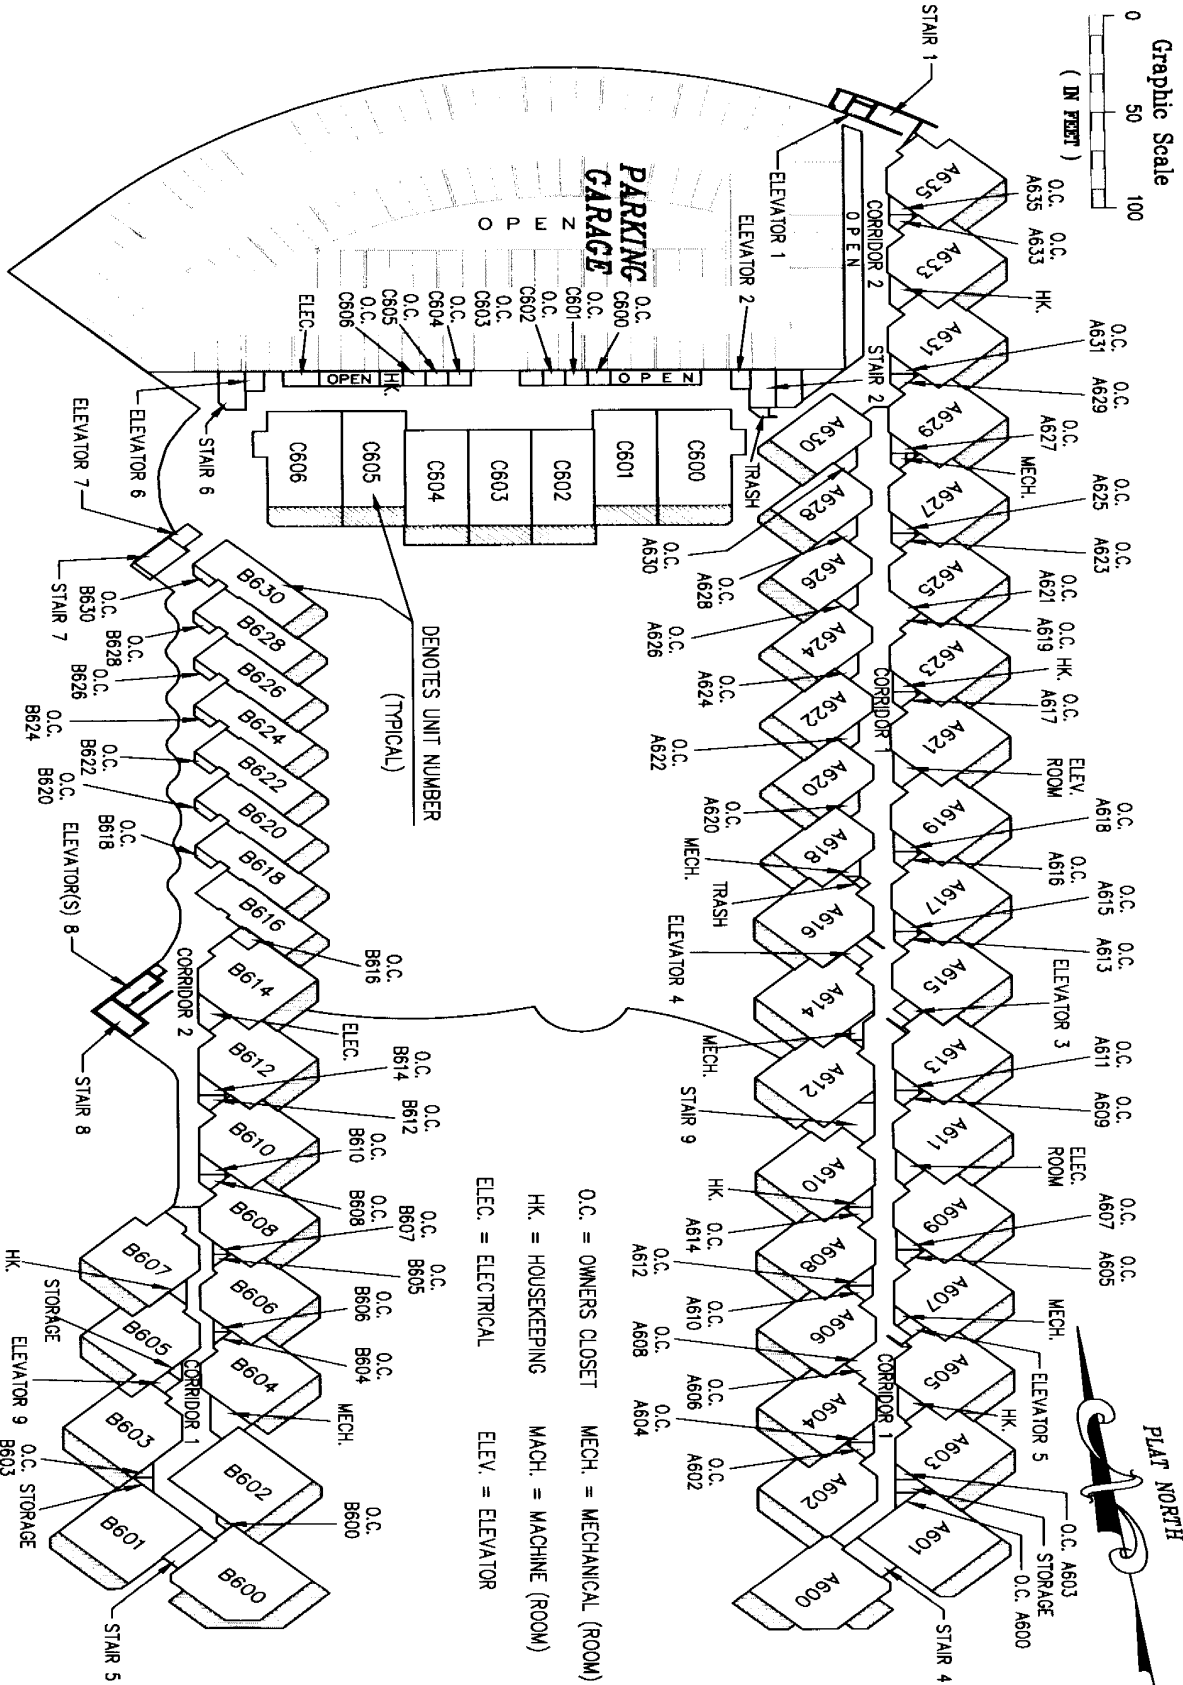 Graphic Scale
0 50 100
( IN FEET )
PLAT NORTH
STAIR 1
ELEVATOR 1
ELEVATOR 2
OPEN
CORRIDOR 2
STAIR 2
TRASH
PARKING
GARAGE
OPEN
A635
A633
A631
A629
A627
A625
A623
A621
A619
A617
A615
A613
A611
A609
A607
A605
A603
A601
O.C.
A635
O.C.
A633
HK.
O.C.
A631
O.C.
A629
O.C.
A627
MECH.
O.C.
A625
O.C.
A623
O.C.
A621
O.C.
A619
HK.
O.C.
A617
ELEV.
ROOM
O.C.
A618
O.C.
A616
O.C.
A615
O.C.
A613
ELEVATOR 3
O.C.
A611
O.C.
A609
ELEC.
ROOM
O.C.
A607
O.C.
A605
MECH.
ELEVATOR 5
HK.
O.C. A603
STORAGE
O.C. A600
STAIR 4
CORRIDOR 1
CORRIDOR 1
A630
A628
A626
A624
A622
A620
A618
A616
A614
A612
A610
A608
A606
A604
A602
A600
O.C.
A630
O.C.
A628
O.C.
A626
O.C.
A624
O.C.
A622
O.C.
A620
MECH.
TRASH
ELEVATOR 4
MECH.
STAIR 9
HK.
O.C.
A614
O.C.
A612
O.C.
A610
O.C.
A608
O.C.
A606
O.C.
A604
O.C.
A602
O.C.
C600
O.C.
C601
O.C.
C602
O.C.
C603
O.C.
C604
O.C.
C605
O.C.
C606
ELEC.
OPEN
HK.
OPEN
C600
C601
C602
C603
C604
C605
C606
DENOTES UNIT NUMBER
(TYPICAL)
O.C. = OWNERS CLOSET
MECH. = MECHANICAL (ROOM)
HK. = HOUSEKEEPING
MACH. = MACHINE (ROOM)
ELEC. = ELECTRICAL
ELEV. = ELEVATOR
STAIR 6
ELEVATOR 6
ELEVATOR 7
STAIR 7
B630
B628
B626
B624
B622
B620
B618
B616
B614
B612
B610
B608
B606
B604
B602
B600
O.C.
B630
O.C.
B628
O.C.
B626
O.C.
B624
O.C.
B622
O.C.
B620
O.C.
B618
O.C.
B616
ELEVATOR(S) 8
STAIR 8
CORRIDOR 2
ELEC.
O.C.
B614
O.C.
B612
O.C.
B610
O.C.
B608
O.C.
B607
O.C.
B605
O.C.
B606
O.C.
B604
MECH.
O.C.
B600
B607
B605
B603
B601
CORRIDOR 1
HK.
STORAGE
ELEVATOR 9
O.C.
B603
STORAGE
STAIR 5